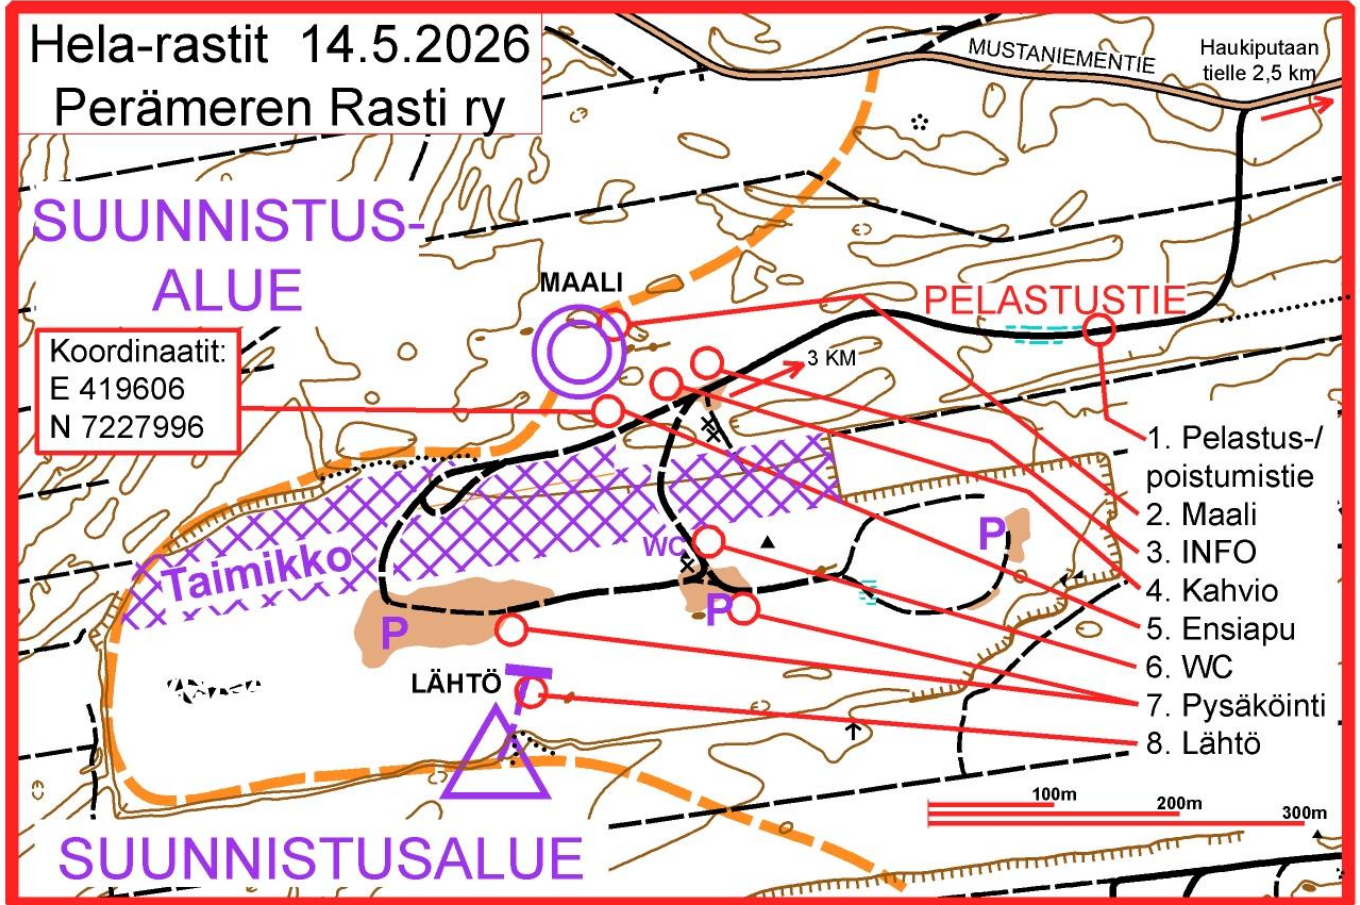 Hela-rastit 14.5.2026
Perämeren Rasti ry
MUSTANIEMENTIE
Haukiputaan
tielle 2,5 km
SUUNNISTUS-
ALUE
MAALI
PELASTUSTIE
Koordinaatit:
E 419606
N 7227996
3 KM
1. Pelastus-/
poistumistie
2. Maali
3. INFO
4. Kahvio
5. Ensiapu
6. WC
7. Pysäköinti
8. Lähtö
Taimikko
WC
P
P
P
LÄHTÖ
100m
200m
300m
SUUNNISTUSALUE